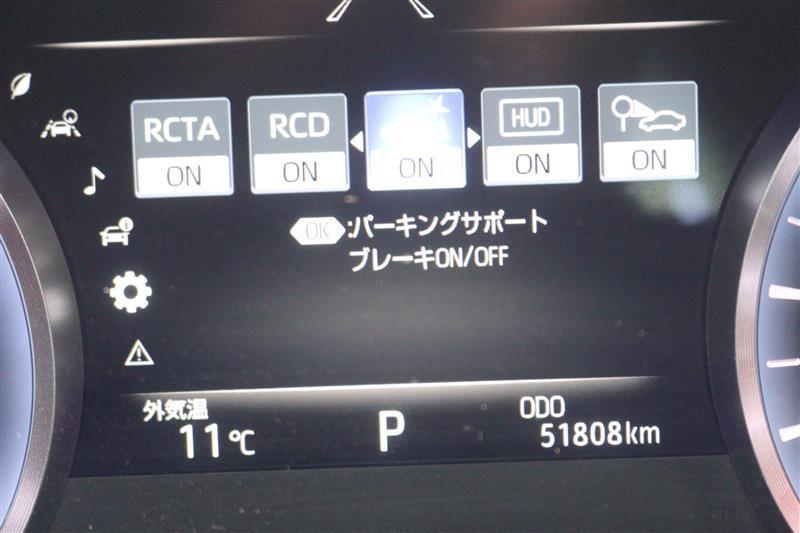 RCTA
ON
RCD
ON
ON
HUD
ON
ON
OK :パーキングサポート
ブレーキON/OFF
外気温
11℃
P
ODO
51808km